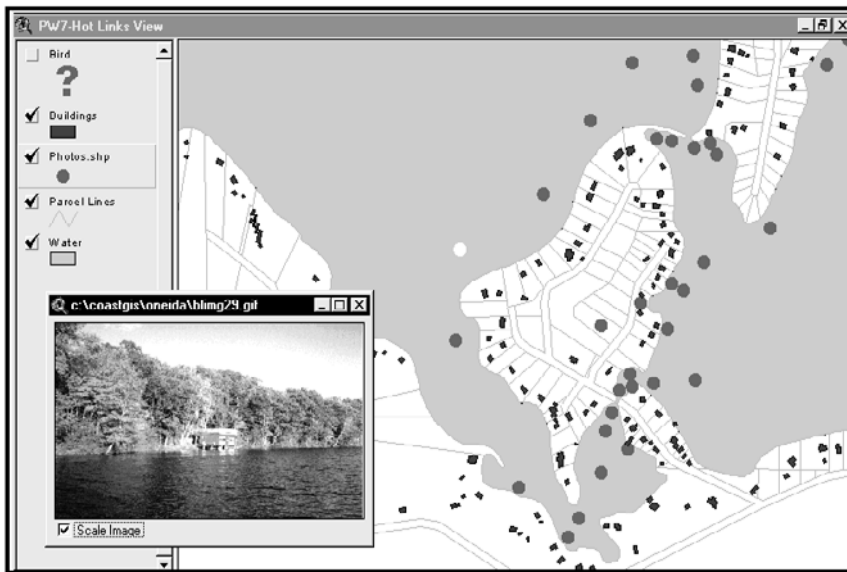 PW7-Hot Links View
Bird
?
Buildings
Photos.shp
Parcel Lines
Water
c:\coastgis\oneida\blimg29.gif
Scale Image